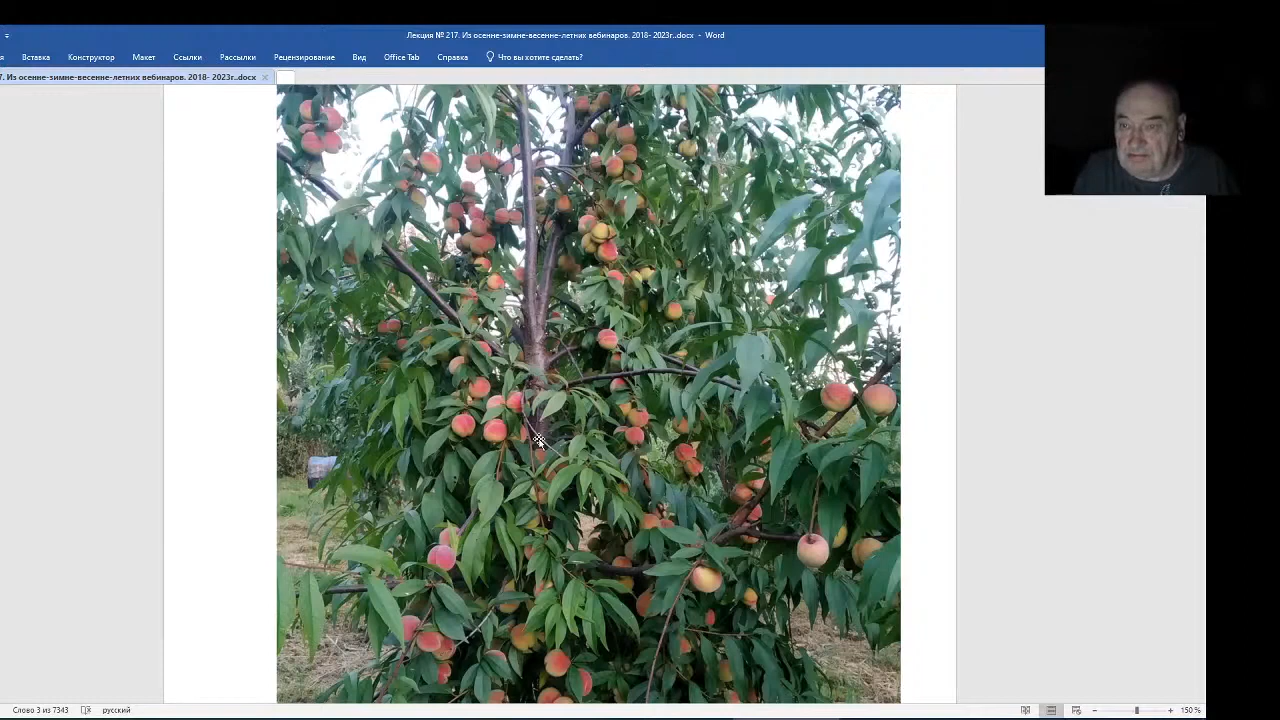 Лекция № 217. Из осенне-зимне-весенне-летних вебинаров. 2018- 2023г..docx - Word
Вставка Конструктор Макет Ссылки Рассылки Рецензирование Вид Office Tab Справка Что вы хотите сделать?
7. Из осенне-зимне-весенне-летних вебинаров. 2018- 2023г..docx
Слово 3 из 7343 русский 150 %